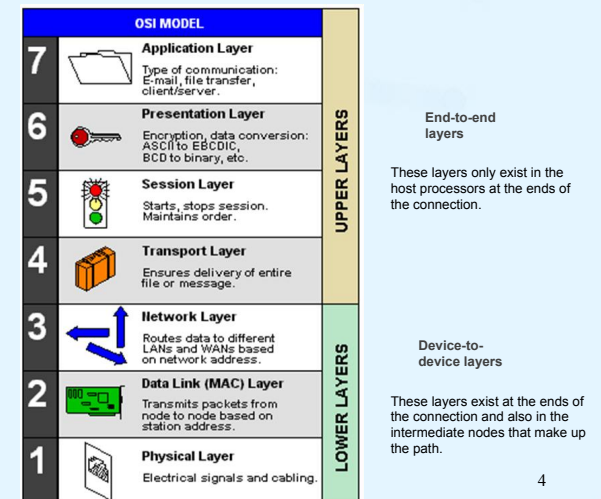 OSI MODEL
7
Application Layer
Type of communication:
E-mail, file transfer,
client/server.
6
Presentation Layer
Encryption, data conversion:
ASCII to EBCDIC,
BCD to binary, etc.
5
Session Layer
Starts, stops session.
Maintains order.
4
Transport Layer
Ensures delivery of entire
file or message.
UPPER LAYERS
3
Network Layer
Routes data to different
LANs and WANs based
on network address.
2
Data Link (MAC) Layer
Transmits packets from
node to node based on
station address.
1
Physical Layer
Electrical signals and cabling.
LOWER LAYERS
End-to-end
layers
These layers only exist in the
host processors at the ends of
the connection.
Device-to-
device layers
These layers exist at the ends of
the connection and also in the
intermediate nodes that make up
the path.
4